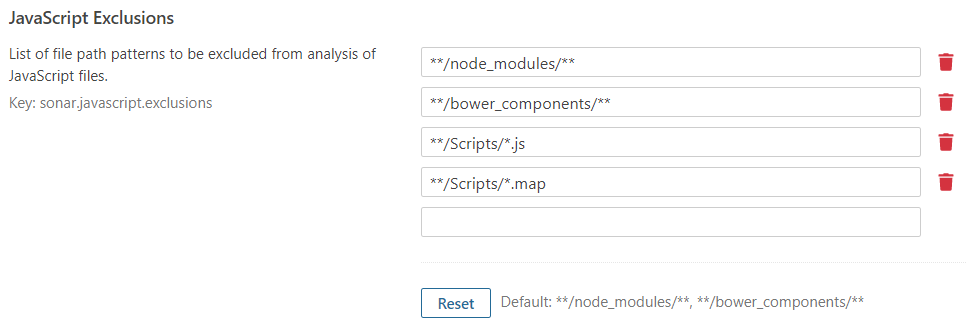 JavaScript Exclusions
List of file path patterns to be excluded from analysis of
JavaScript files.
Key: sonar.javascript.exclusions
**/node_modules/**
**/bower_components/**
**/Scripts/*.js
**/Scripts/*.map
Reset
Default: **/node_modules/**, **/bower_components/**